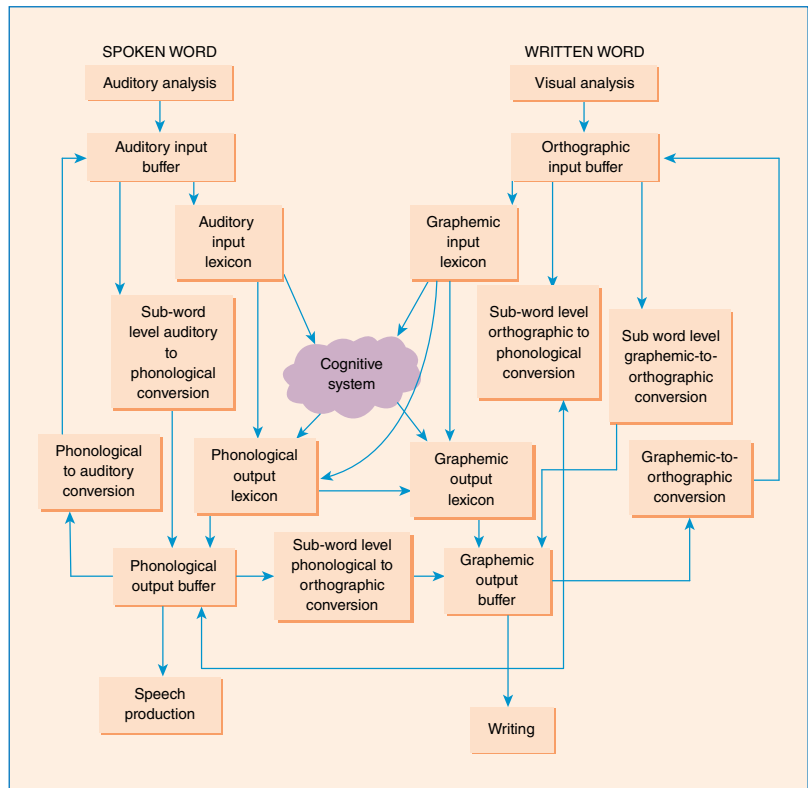 SPOKEN WORD
WRITTEN WORD
Auditory analysis
Visual analysis
Auditory input
buffer
Orthographic
input buffer
Auditory
input
lexicon
Graphemic
input
lexicon
Sub-word
level auditory
to
phonological
conversion
Sub-word level
orthographic to
phonological
conversion
Sub word level
graphemic-to-
orthographic
conversion
Cognitive
system
Phonological
to auditory
conversion
Phonological
output
lexicon
Graphemic
output
lexicon
Graphemic-to-
orthographic
conversion
Phonological
output buffer
Sub-word level
phonological to
orthographic
conversion
Graphemic
output
buffer
Speech
production
Writing